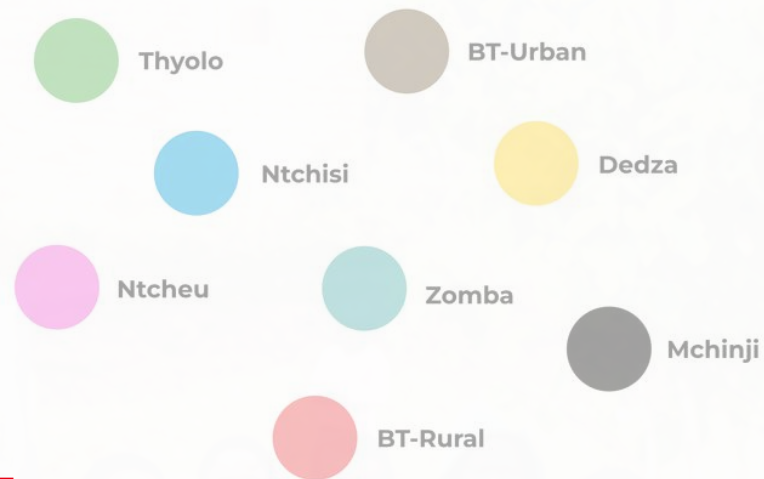 Thyolo
BT-Urban
Ntchisi
Dedza
Ntcheu
Zomba
Mchinji
BT-Rural